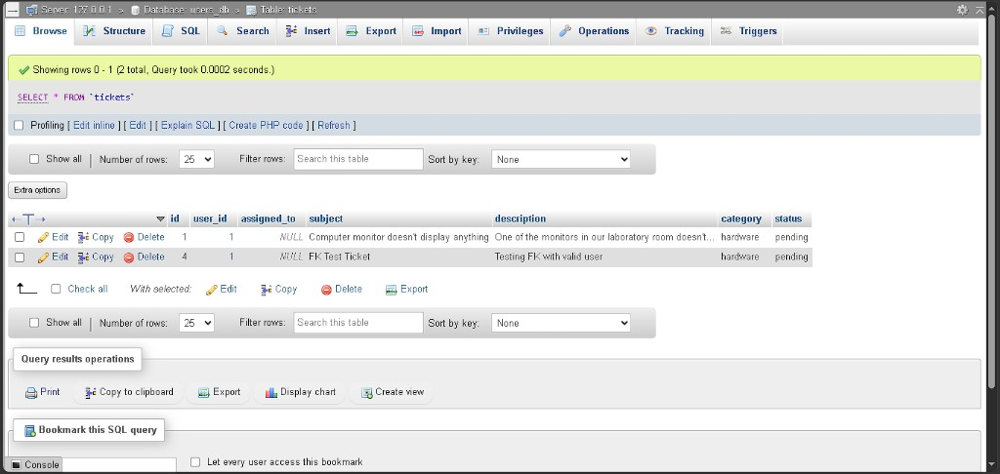 Server: 127.0.0.1 » Database: users_db » Table: tickets
Browse Structure SQL Search Insert Export Import Privileges Operations Tracking Triggers
Showing rows 0 - 1 (2 total, Query took 0.0002 seconds.)
SELECT * FROM `tickets`
Profiling [ Edit inline ] [ Edit ] [ Explain SQL ] [ Create PHP code ] [ Refresh ]
Show all | Number of rows: 25 Filter rows: Search this table Sort by key: None
Extra options
←T→ id user_id assigned_to subject description category status
Edit Copy Delete 1 1 NULL Computer monitor doesn't display anything One of the monitors in our laboratory room doesn't... hardware pending
Edit Copy Delete 4 1 NULL FK Test Ticket Testing FK with valid user hardware pending
Check all With selected: Edit Copy Delete Export
Show all | Number of rows: 25 Filter rows: Search this table Sort by key: None
Query results operations
Print Copy to clipboard Export Display chart Create view
Bookmark this SQL query
Console Let every user access this bookmark